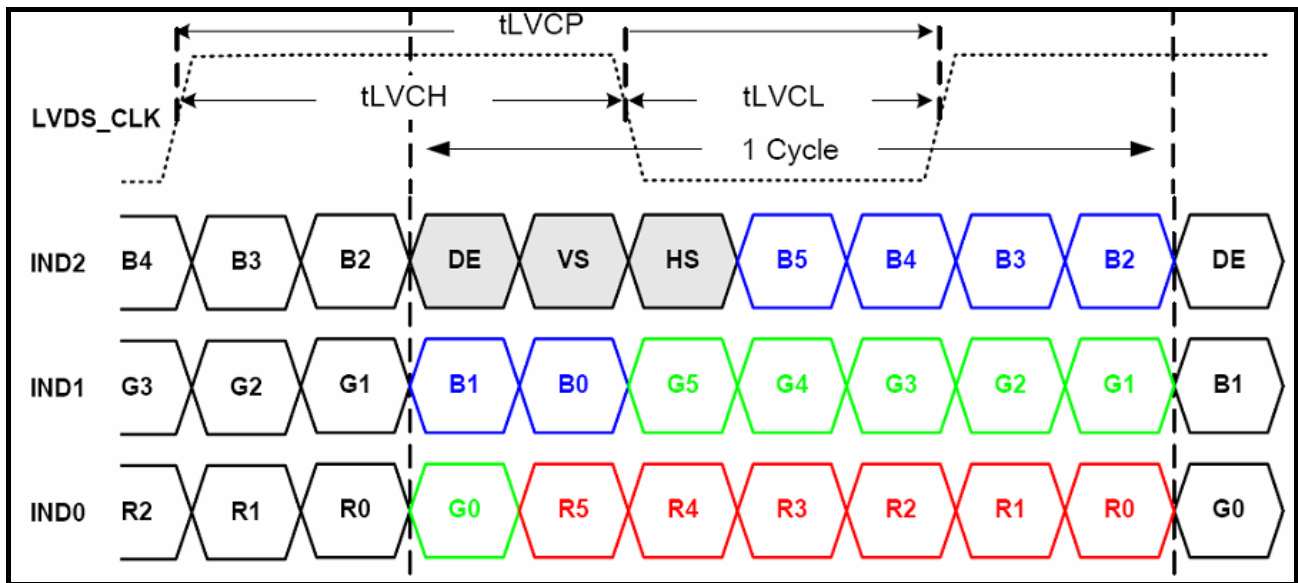 tLVCP
tLVCH tLVCL
LVDS_CLK
1 Cycle
IND2 B4 B3 B2 DE VS HS B5 B4 B3 B2 DE
IND1 G3 G2 G1 B1 B0 G5 G4 G3 G2 G1 B1
IND0 R2 R1 R0 G0 R5 R4 R3 R2 R1 R0 G0